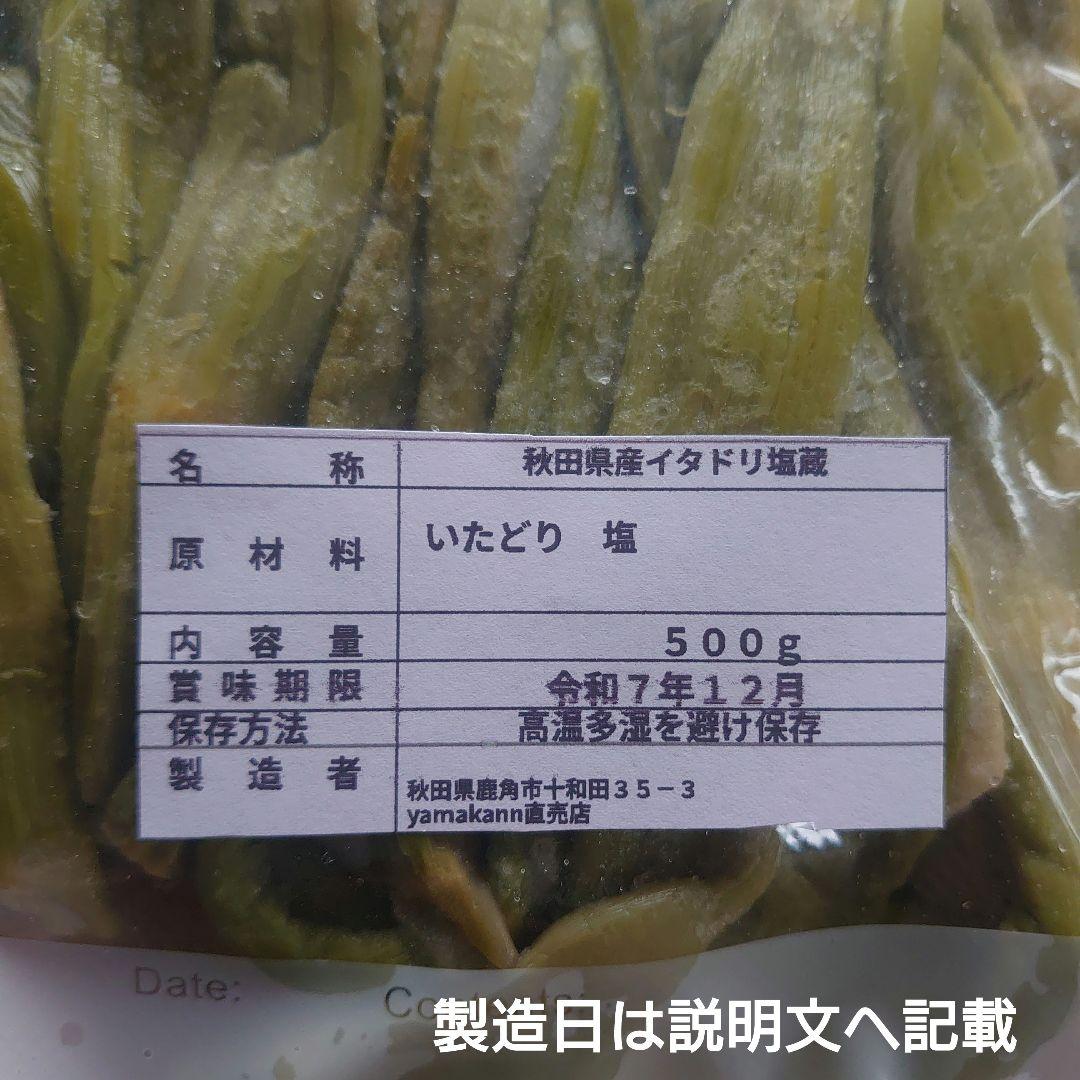 名称 秋田県産イタドリ塩蔵
原材料 いたどり 塩
内容量 500g
賞味期限 令和7年12月
保存方法 高温多湿を避け保存
製造者 秋田県鹿角市十和田35-3
yamakann直売店
Date:
製造日は説明文へ記載